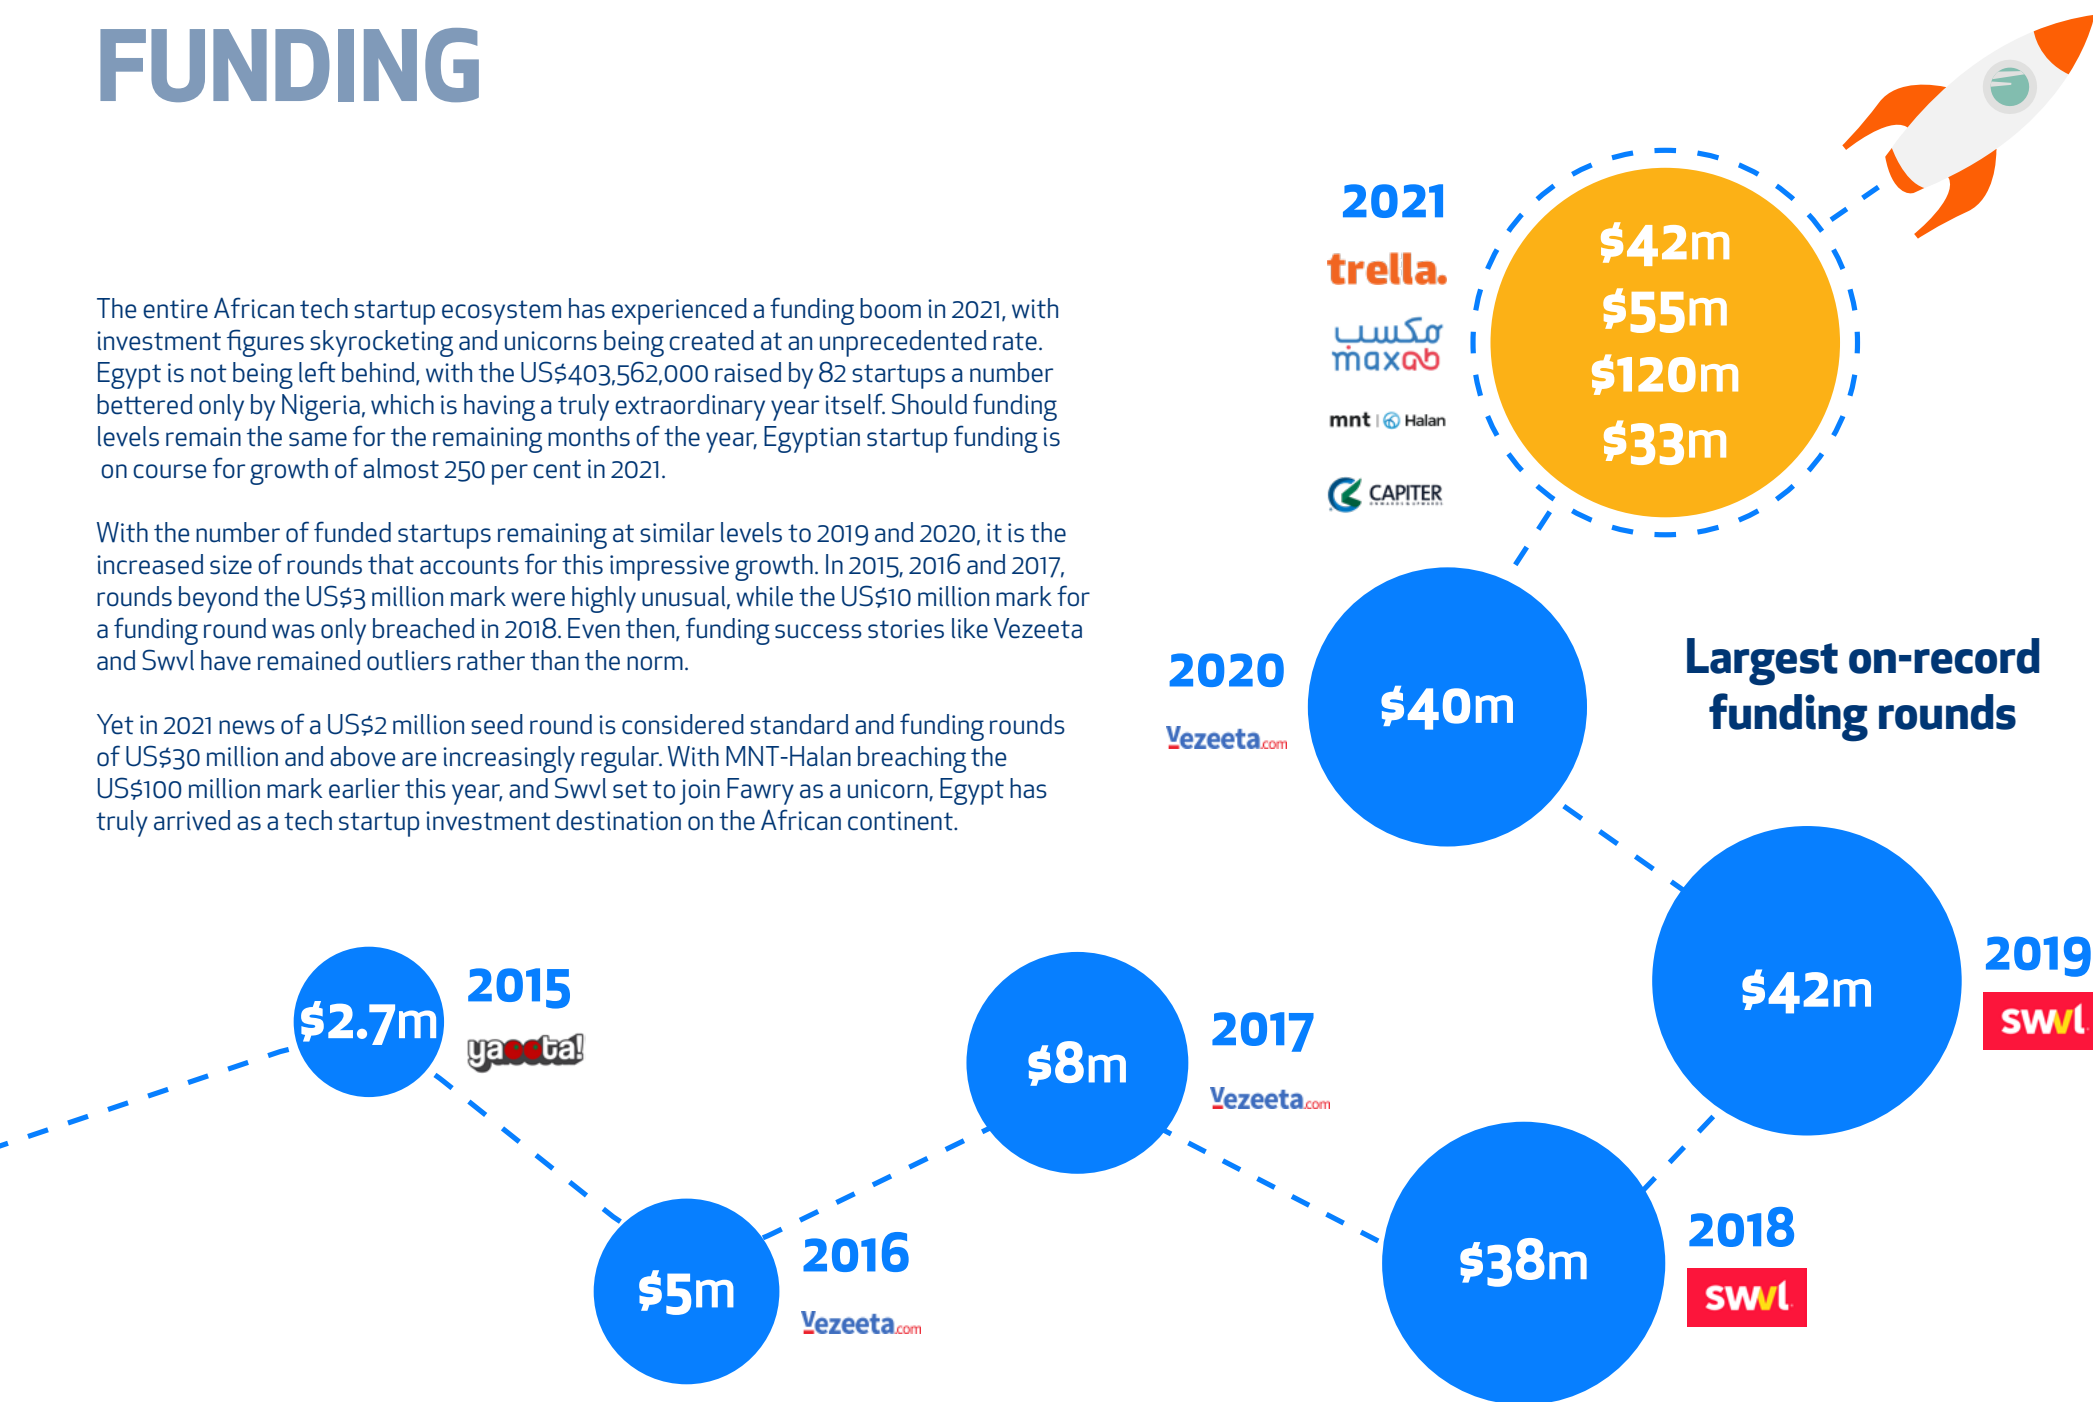 FUNDING
The entire African tech startup ecosystem has experienced a funding boom in 2021, with
investment figures skyrocketing and unicorns being created at an unprecedented rate.
Egypt is not being left behind, with the US$403,562,000 raised by 82 startups a number
bettered only by Nigeria, which is having a truly extraordinary year itself. Should funding
levels remain the same for the remaining months of the year, Egyptian startup funding is
on course for growth of almost 250 per cent in 2021.
With the number of funded startups remaining at similar levels to 2019 and 2020, it is the
increased size of rounds that accounts for this impressive growth. In 2015, 2016 and 2017,
rounds beyond the US$3 million mark were highly unusual, while the US$10 million mark for
a funding round was only breached in 2018. Even then, funding success stories like Vezeeta
and Swvl have remained outliers rather than the norm.
Yet in 2021 news of a US$2 million seed round is considered standard and funding rounds
of US$30 million and above are increasingly regular. With MNT-Halan breaching the
US$100 million mark earlier this year, and Swvl set to join Fawry as a unicorn, Egypt has
truly arrived as a tech startup investment destination on the African continent.
2021
trella.
مكسب
maxab
mnt | Halan
CAPITER
$42m
$55m
$120m
$33m
2020
Vezeeta.com
$40m
Largest on-record
funding rounds
2019
swvl
$42m
$2.7m
2015
yaoota!
$8m
2017
Vezeeta.com
$5m
2016
Vezeeta.com
$38m
2018
swvl